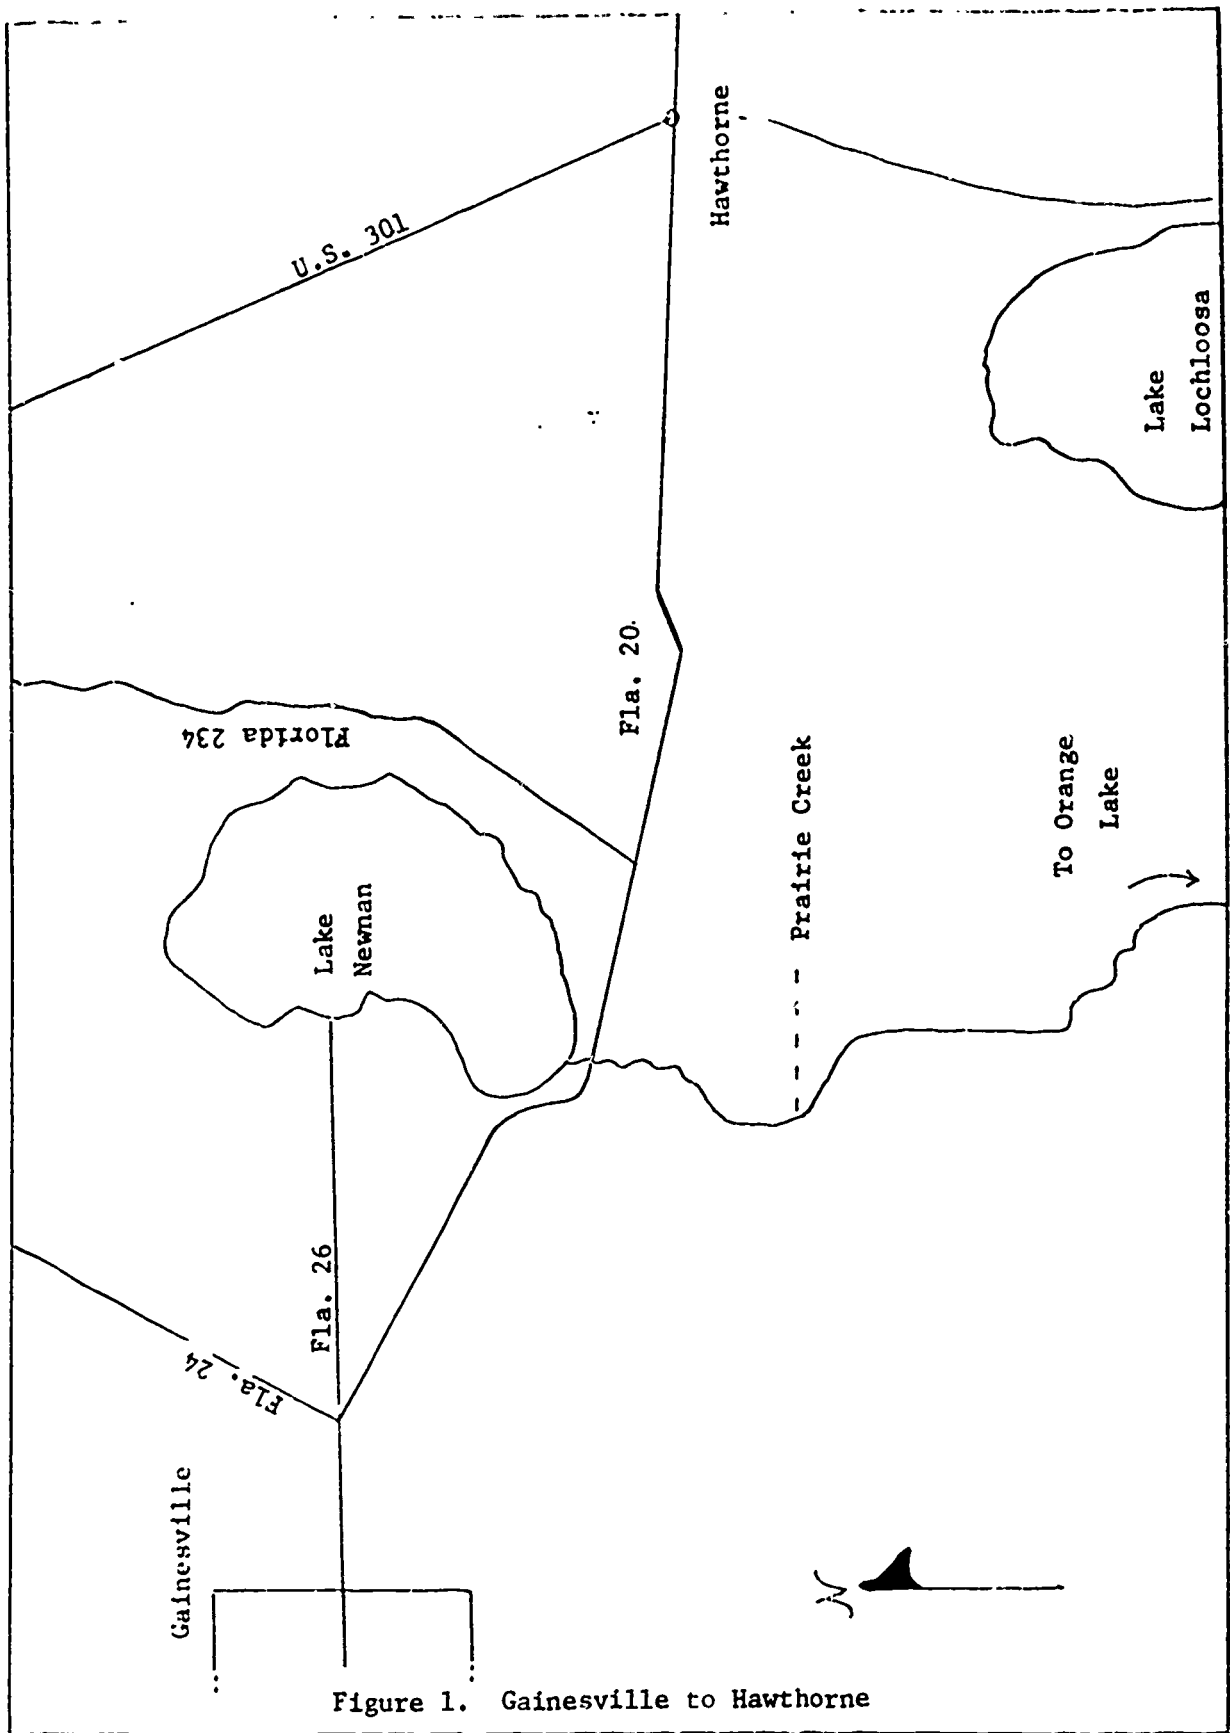 Gainesville
Fla. 24
Fla. 26
Lake
Newnan
Florida 234
U.S. 301
Fla. 20
Hawthorne
Prairie Creek
To Orange
Lake
Lake
Lochloosa
N
Figure 1. Gainesville to Hawthorne